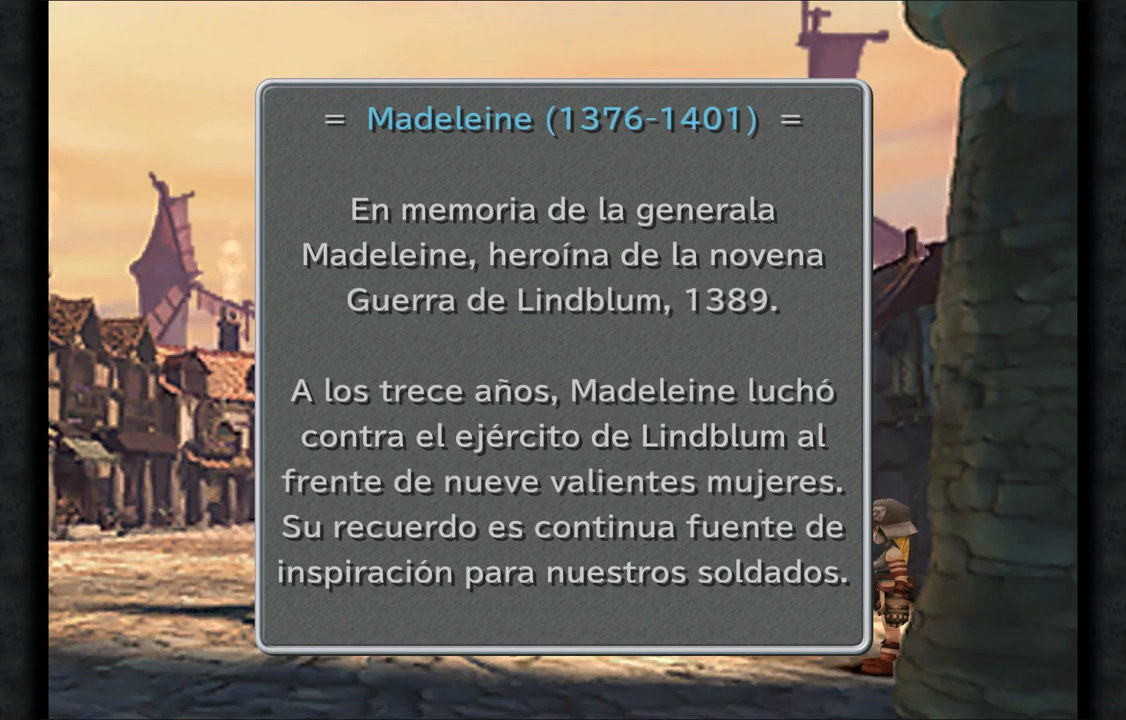 = Madeleine (1376-1401) =
En memoria de la generala
Madeleine, heroína de la novena
Guerra de Lindblum, 1389.
A los trece años, Madeleine luchó
contra el ejército de Lindblum al
frente de nueve valientes mujeres.
Su recuerdo es continua fuente de
inspiración para nuestros soldados.